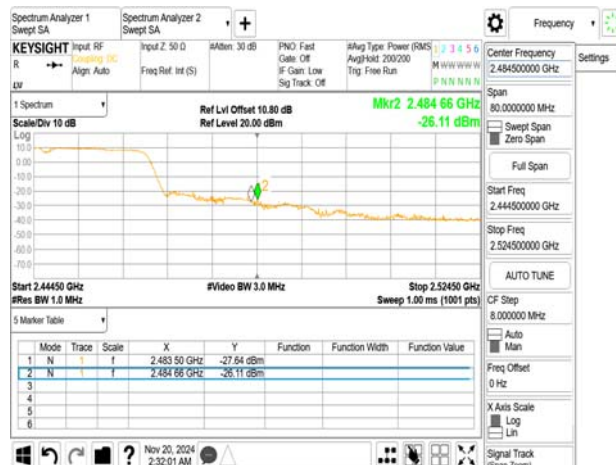 Spectrum Analyzer 1
Swept SA
Spectrum Analyzer 2
Swept SA
+
Frequency
Settings
KEYSIGHT
R
Input: RF
Coupling: DC
Align: Auto
Input Z: 50 Ω
Freq Ref: Int (S)
#Atten: 30 dB
PNO: Fast
Gate: Off
IF Gain: Low
Sig Track: Off
#Avg Type: Power (RMS
Avg|Hold: 200/200
Trig: Free Run
1 2 3 4 5 6
M W W W W W
P N N N N N
1 Spectrum
Scale/Div 10 dB
Ref Lvl Offset 10.80 dB
Ref Level 20.00 dBm
Mkr2 2.484 66 GHz
-26.11 dBm
Log
10.0
0.00
-10.0
-20.0
-30.0
-40.0
-50.0
-60.0
-70.0
2
Start 2.44450 GHz
#Res BW 1.0 MHz
#Video BW 3.0 MHz
Stop 2.52450 GHz
Sweep 1.00 ms (1001 pts)
5 Marker Table
Mode Trace Scale X Y Function Function Width Function Value
1 N 1 f 2.483 50 GHz -27.64 dBm
2 N 1 f 2.484 66 GHz -26.11 dBm
3
4
5
6
Nov 20, 2024
2:32:01 AM
?
Center Frequency
2.484500000 GHz
Span
80.0000000 MHz
Swept Span
Zero Span
Full Span
Start Freq
2.444500000 GHz
Stop Freq
2.524500000 GHz
AUTO TUNE
CF Step
8.000000 MHz
Auto
Man
Freq Offset
0 Hz
X Axis Scale
Log
Lin
Signal Track